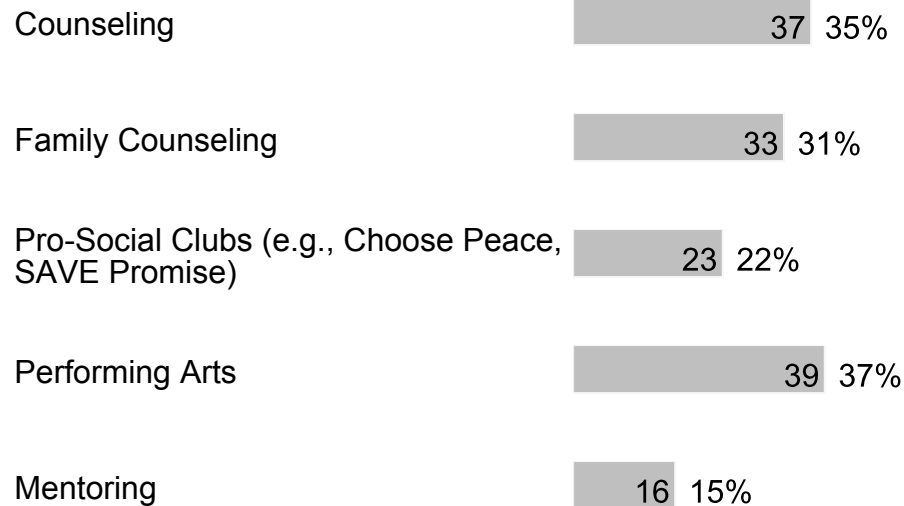 Counseling 37 35%
Family Counseling 33 31%
Pro-Social Clubs (e.g., Choose Peace,
SAVE Promise) 23 22%
Performing Arts 39 37%
Mentoring 16 15%